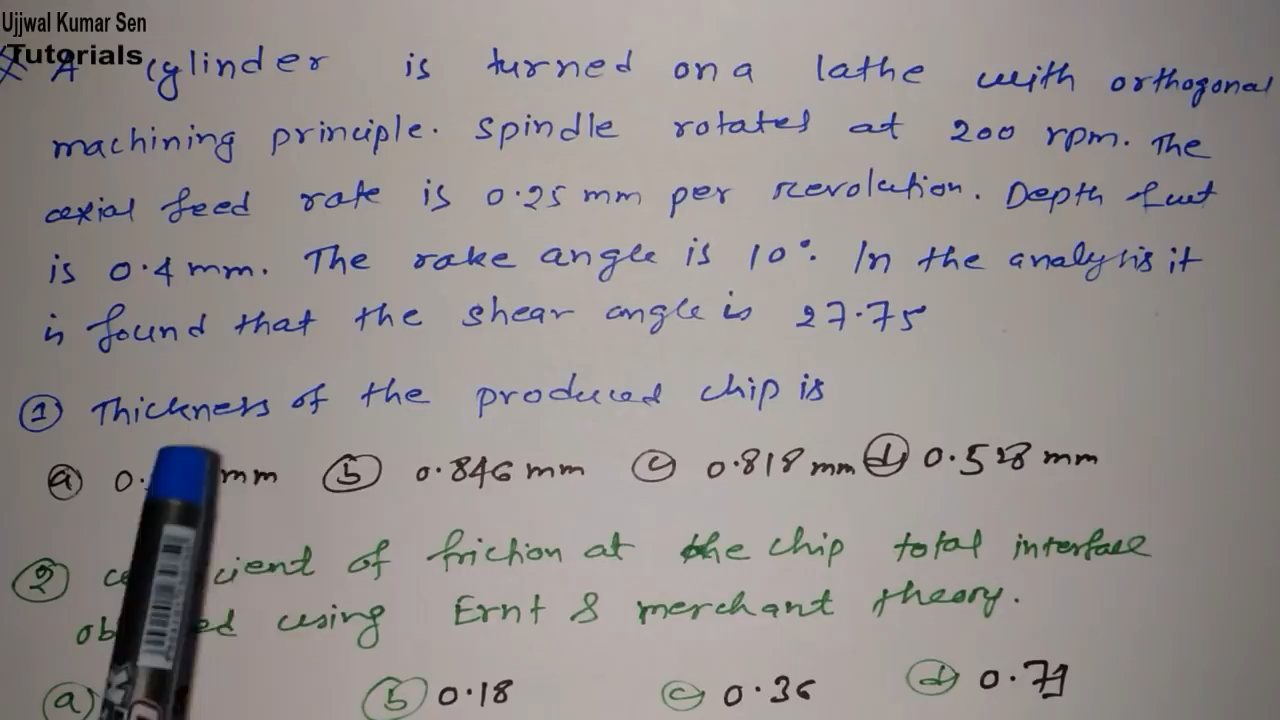 Ujjwal Kumar Sen
Tutorials
A cylinder is turned on a lathe with orthogonal
machining principle. Spindle rotates at 200 rpm. The
axial feed rate is 0.25 mm per revolution. Depth of cut
is 0.4 mm. The rake angle is 10°. In the analysis it
is found that the shear angle is 27.75
① Thickness of the produced chip is
ⓐ 0. mm ⓑ 0.846 mm ⓒ 0.818 mm ⓓ 0.528 mm
② of friction at the chip total interface
using Ernt & merchant theory.
ⓐ ⓑ 0.18 ⓒ 0.36 ⓓ 0.71